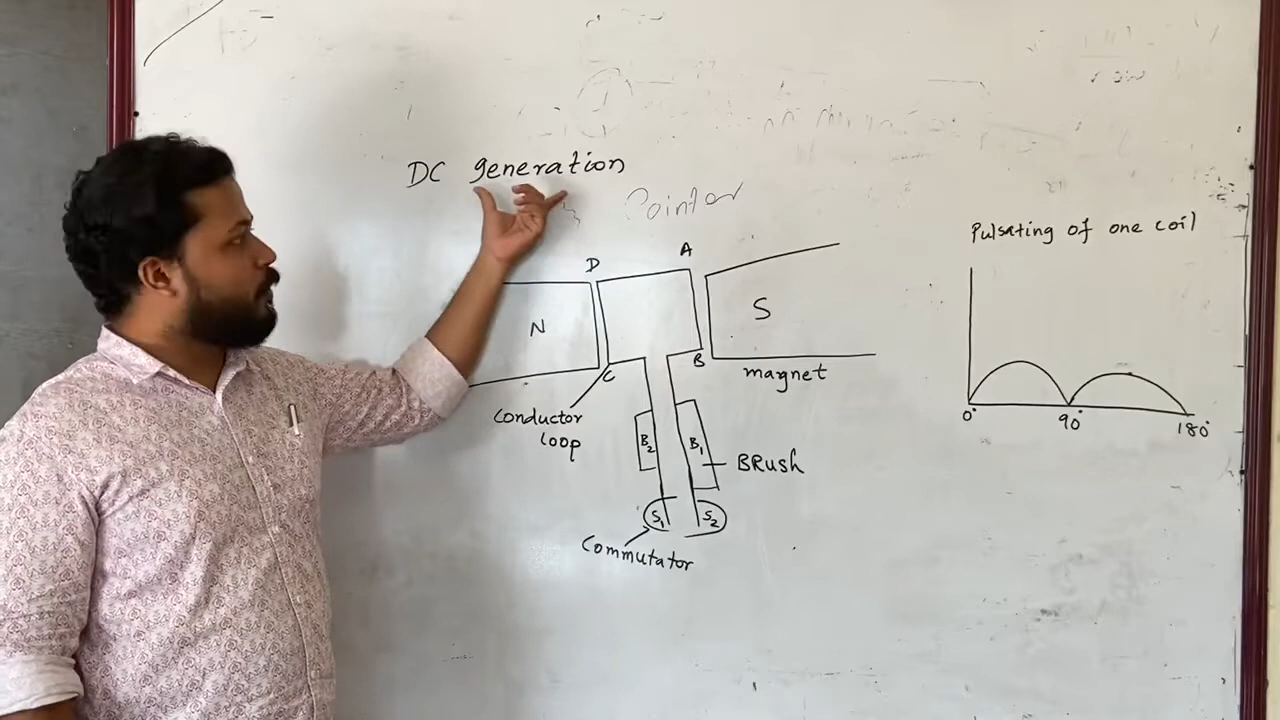 DC generation
Pointer
Pulsating of one coil
D
A
N
S
C
B
magnet
Conductor
loop
B2
B1
BRush
S1
S2
Commutator
0°
90°
180°